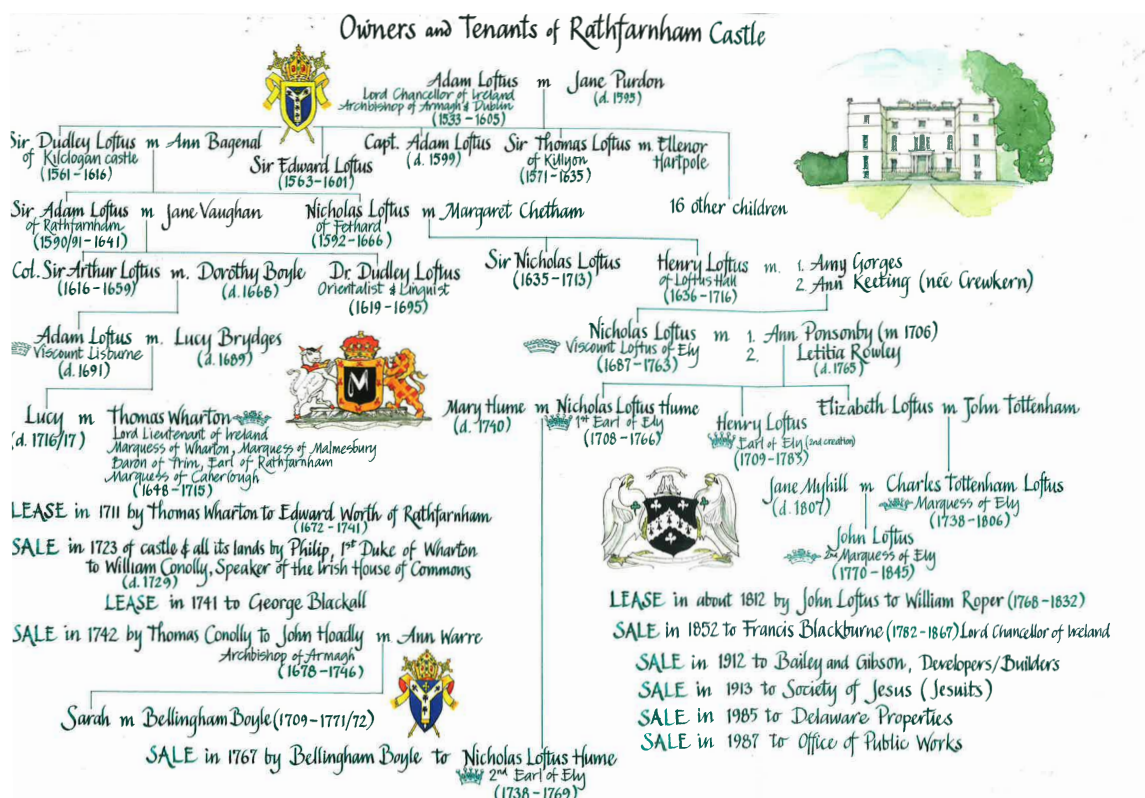 Owners and Tenants of Rathfarnham Castle
Adam Loftus m Jane Purdon
Lord Chancellor of Ireland
Archbishop of Armagh & Dublin
(1533-1605)
(d. 1595)
Sir Dudley Loftus m Ann Bagenal
of Kilclogan castle
(1561-1616)
Sir Edward Loftus
(1563-1601)
Capt. Adam Loftus
(d. 1599)
Sir Thomas Loftus m Ellenor Hartpole
of Killyon
(1571-1635)
16 other children
Sir Adam Loftus m Jane Vaughan
of Rathfarnham
(1590/91-1641)
Nicholas Loftus m Margaret Chetham
of Fethard
(1592-1666)
Col. Sir Arthur Loftus m. Dorothy Boyle
(1616-1659)
(d. 1668)
Dr. Dudley Loftus
Orientalist & Linguist
(1619-1695)
Sir Nicholas Loftus
(1635-1713)
Henry Loftus m. 1. Amy Gorges
of Loftus Hall
(1636-1716)
2. Ann Keeting (née Crewkern)
Adam Loftus m. Lucy Brydges
Viscount Lisburne
(d. 1691)
(d. 1689)
Nicholas Loftus m 1. Ann Ponsonby (m 1706)
Viscount Loftus of Ely
(1687-1763)
2. Letitia Rowley
(d. 1765)
Lucy m Thomas Wharton
(d. 1716/17)
Lord Lieutenant of Ireland
Marquess of Wharton, Marquess of Malmesbury
Baron of Trim, Earl of Rathfarnham
Marquess of Caherlough
(1648-1715)
M
Mary Hume m Nicholas Loftus Hume
(d. 1740)
1st Earl of Ely
(1708-1766)
Henry Loftus
Earl of Ely (2nd creation)
(1709-1783)
Elizabeth Loftus m John Tottenham
Jane Myhill m Charles Tottenham Loftus
(d. 1807)
Marquess of Ely
(1738-1806)
John Loftus
2nd Marquess of Ely
(1770-1845)
LEASE in 1711 by Thomas Wharton to Edward Worth of Rathfarnham
(1672-1741)
SALE in 1723 of castle & all its lands by Philip, 1st Duke of Wharton
to William Conolly, Speaker of the Irish House of Commons
(d. 1729)
LEASE in 1741 to George Blackall
SALE in 1742 by Thomas Conolly to John Hoadly m Ann Warre
Archbishop of Armagh
(1678-1746)
Sarah m Bellingham Boyle (1709-1771/72)
SALE in 1767 by Bellingham Boyle to Nicholas Loftus Hume
2nd Earl of Ely
(1738-1769)
LEASE in about 1812 by John Loftus to William Roper (1768-1832)
SALE in 1852 to Francis Blackburne (1782-1867) Lord Chancellor of Ireland
SALE in 1912 to Bailey and Gibson, Developers/Builders
SALE in 1913 to Society of Jesus (Jesuits)
SALE in 1985 to Delaware Properties
SALE in 1987 to Office of Public Works